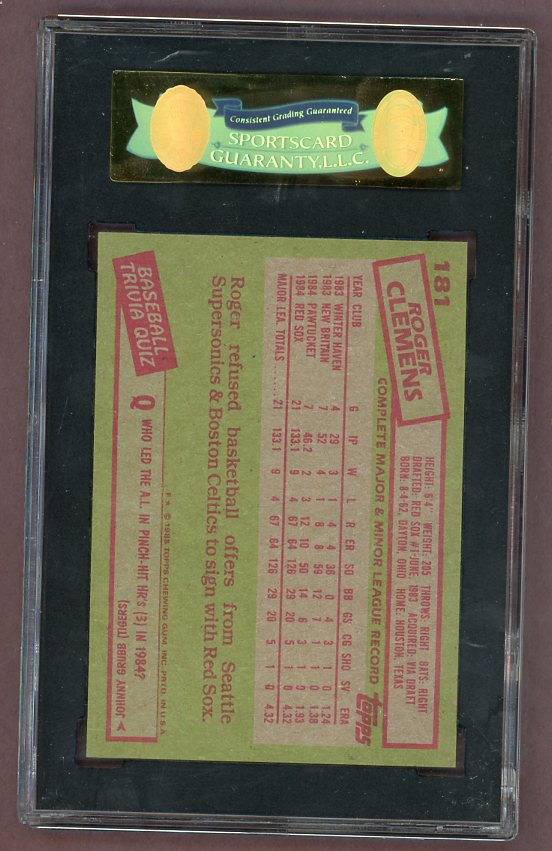 Consistent Grading Guaranteed
SPORTSCARD
GUARANTY, L.L.C.
181
ROGER
CLEMENS
HEIGHT: 6'4" WEIGHT: 205 THROWS: RIGHT BATS: RIGHT
DRAFTED: RED SOX #1-JUNE, 1983 ACQUIRED: VIA DRAFT
BORN: 8-4-62, DAYTON, OHIO HOME: HOUSTON, TEXAS
COMPLETE MAJOR & MINOR LEAGUE RECORD
topps
YEAR CLUB G IP W L R ER SO BB GS CG SHO SV ERA
1983 WINTER HAVEN 4 29 3 1 4 4 36 0 4 3 1 0 1.24
1983 NEW BRITAIN 7 52 4 1 8 8 59 12 7 1 1 0 1.38
1984 PAWTUCKET 7 46.2 2 3 12 10 50 14 6 3 1 0 1.93
1984 RED SOX 21 133.1 9 4 67 64 126 29 20 5 1 0 4.32
MAJOR LEA. TOTALS ...... 21 133.1 9 4 67 64 126 29 20 5 1 0 4.32
Roger refused basketball offers from Seattle
Supersonics & Boston Celtics to sign with Red Sox.
F * © 1985 TOPPS CHEWING GUM, INC. PRTD. IN U.S.A.
BASEBALL
TRIVIA QUIZ
Q WHO LED THE A.L. IN PINCH-HIT HR'S (3) IN 1984?
A JOHNNY GRUBB (TIGERS)